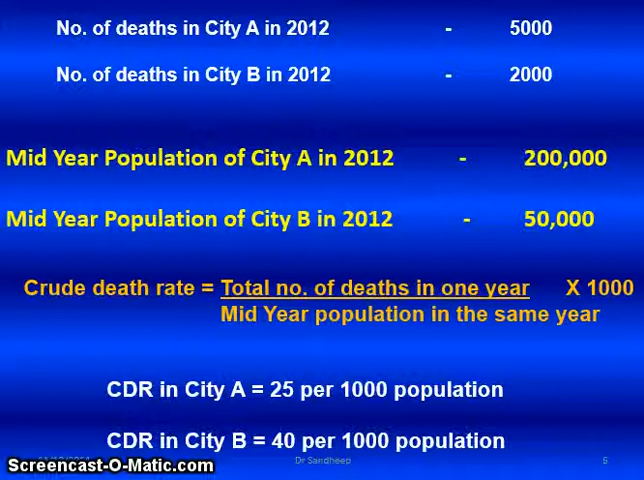 No. of deaths in City A in 2012 - 5000
No. of deaths in City B in 2012 - 2000
Mid Year Population of City A in 2012 - 200,000
Mid Year Population of City B in 2012 - 50,000
Crude death rate = Total no. of deaths in one year X 1000
Mid Year population in the same year
CDR in City A = 25 per 1000 population
CDR in City B = 40 per 1000 population
Dr Sandheep 5
Screencast-O-Matic.com